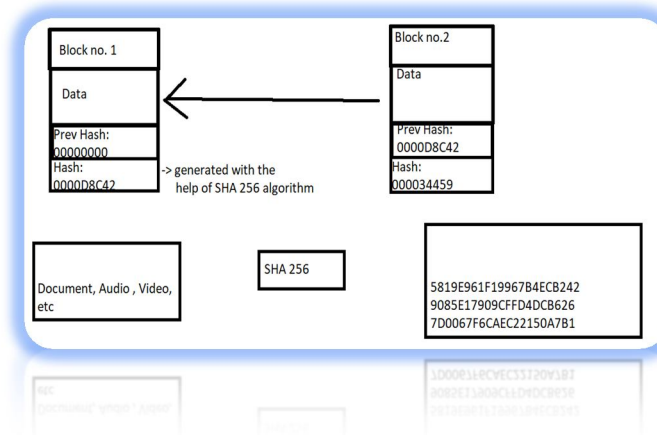 Block no. 1
Data
Prev Hash:
00000000
Hash:
0000D8C42
-> generated with the
help of SHA 256 algorithm
Block no.2
Data
Prev Hash:
0000D8C42
Hash:
000034459
Document, Audio , Video,
etc
SHA 256
5819E961F19967B4ECB242
9085E17909CFFD4DCB626
7D0067F6CAEC22150A7B1